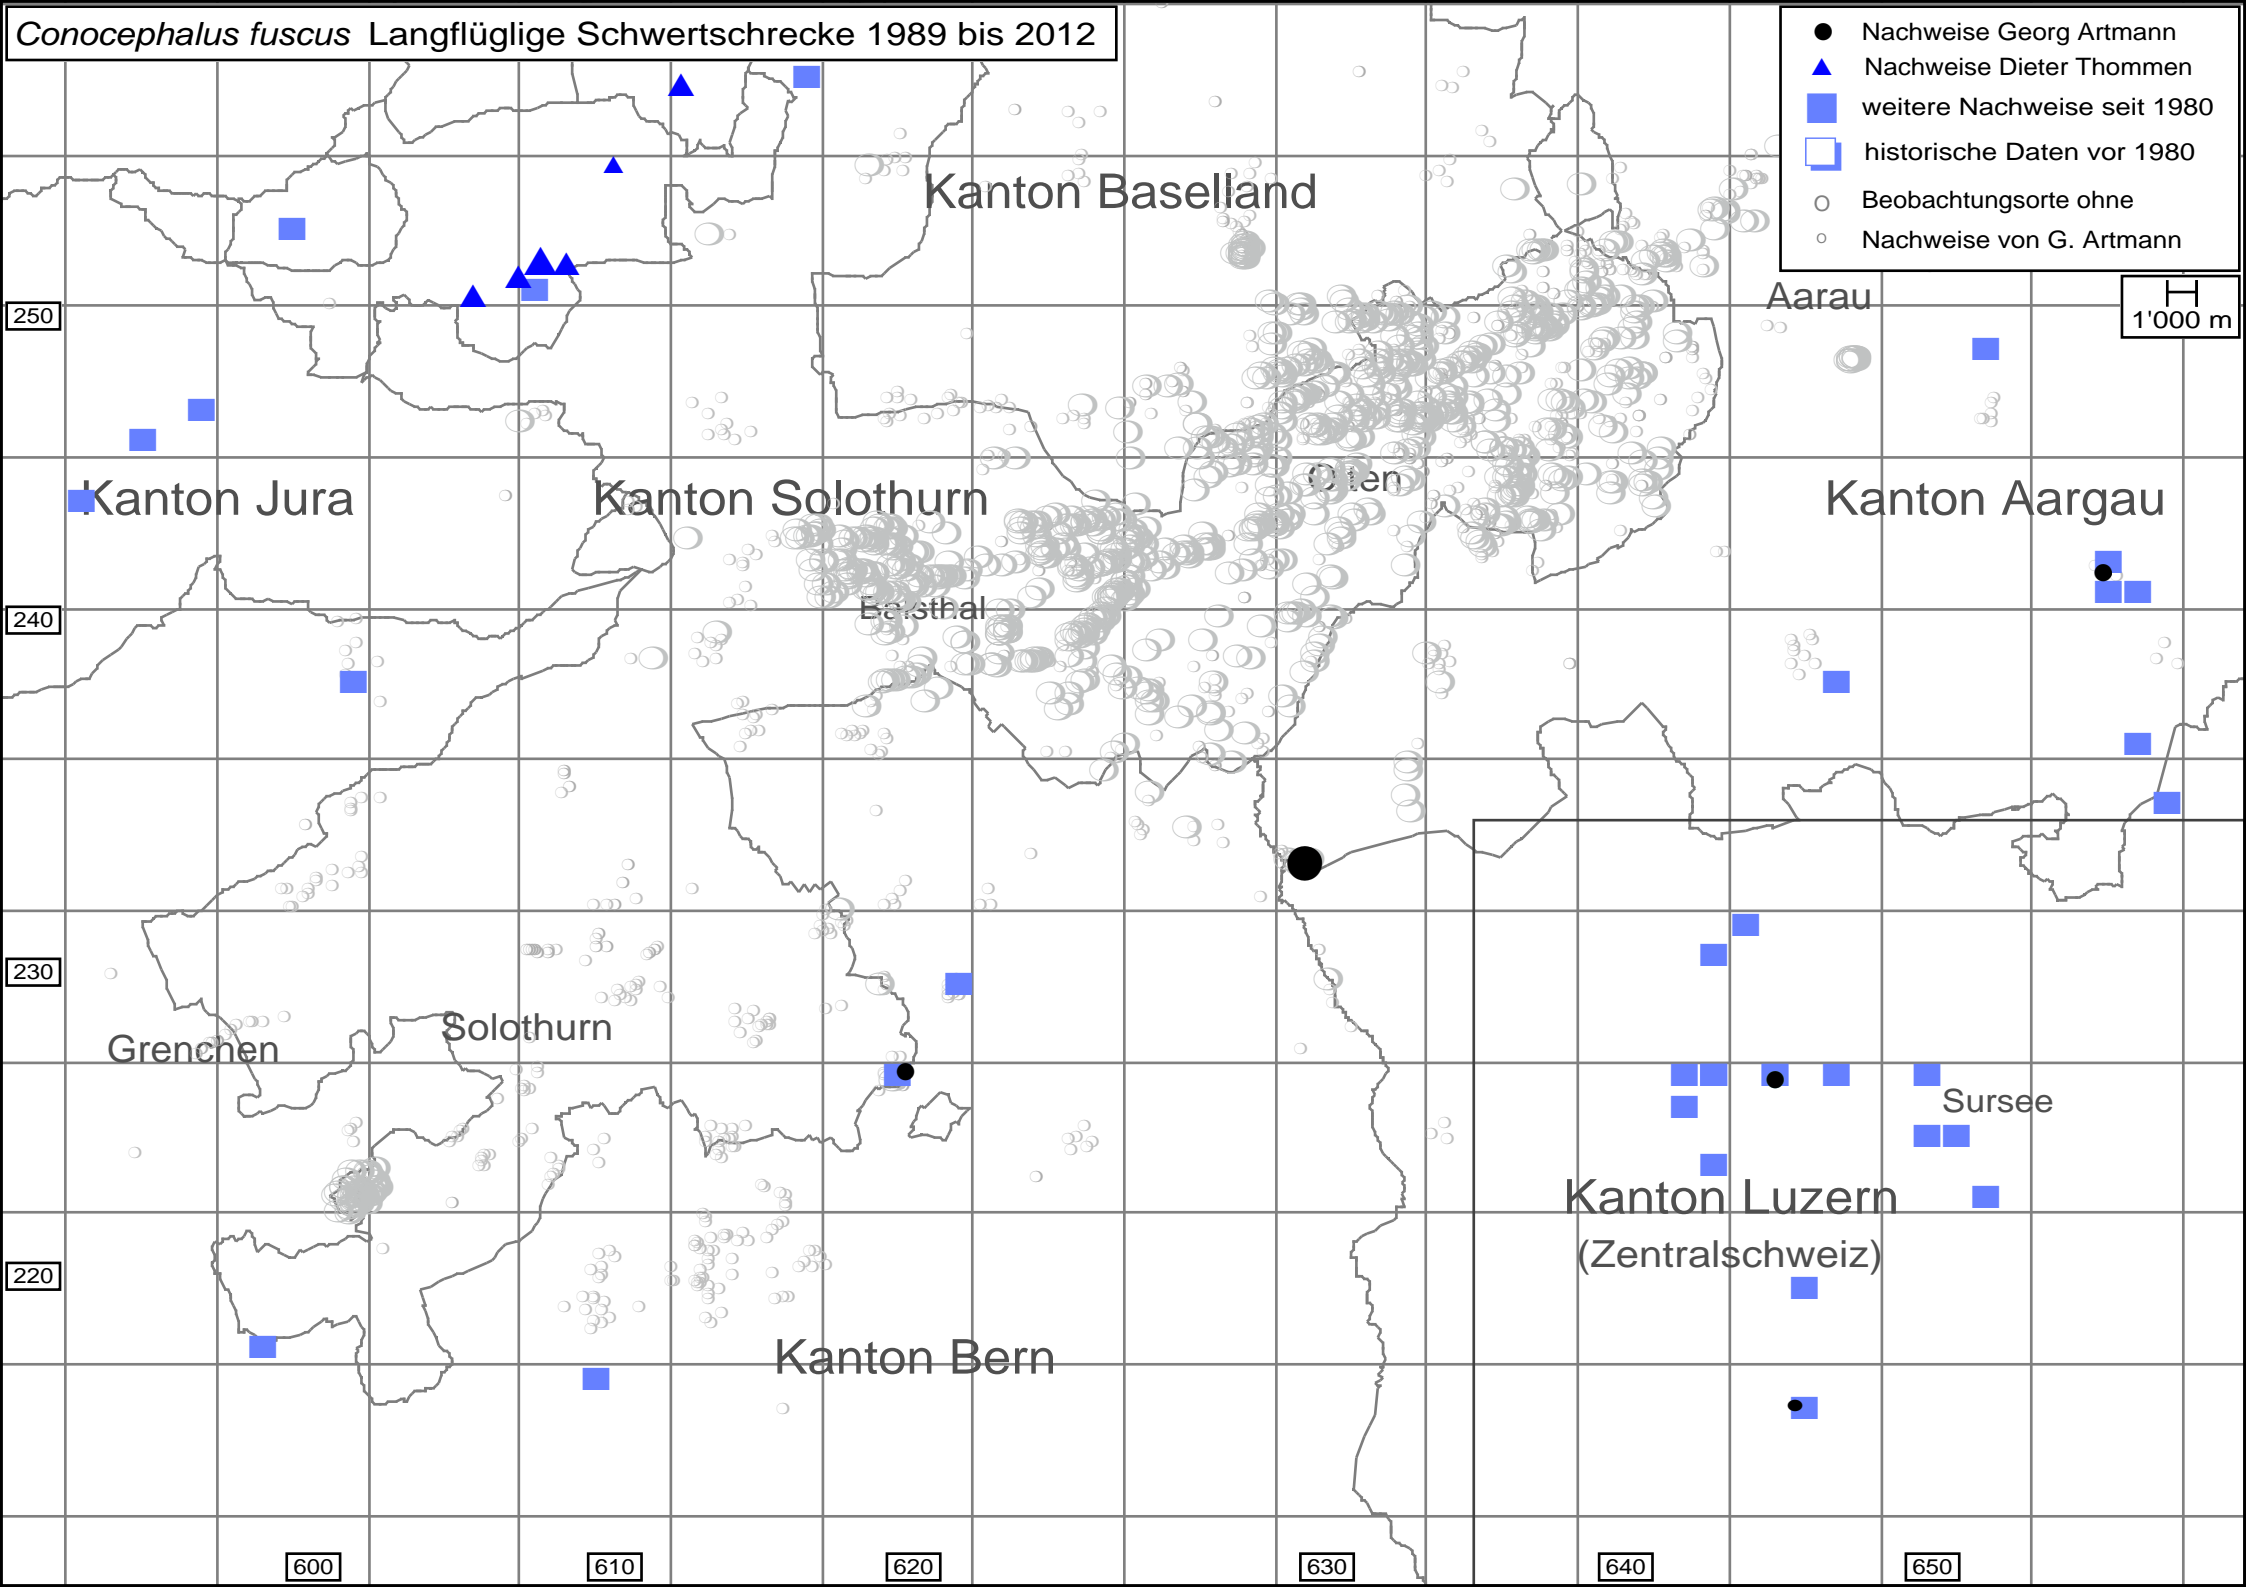 Conocephalus fuscus Langflüglige Schwertschrecke 1989 bis 2012
Nachweise Georg Artmann
Nachweise Dieter Thommen
weitere Nachweise seit 1980
historische Daten vor 1980
Beobachtungsorte ohne
Nachweise von G. Artmann
1'000 m
Kanton Baselland
Aarau
250
Olten
Kanton Jura
Kanton Solothurn
Kanton Aargau
240
Balsthal
230
Solothurn
Grenchen
Sursee
Kanton Luzern
(Zentralschweiz)
220
Kanton Bern
600
610
620
630
640
650